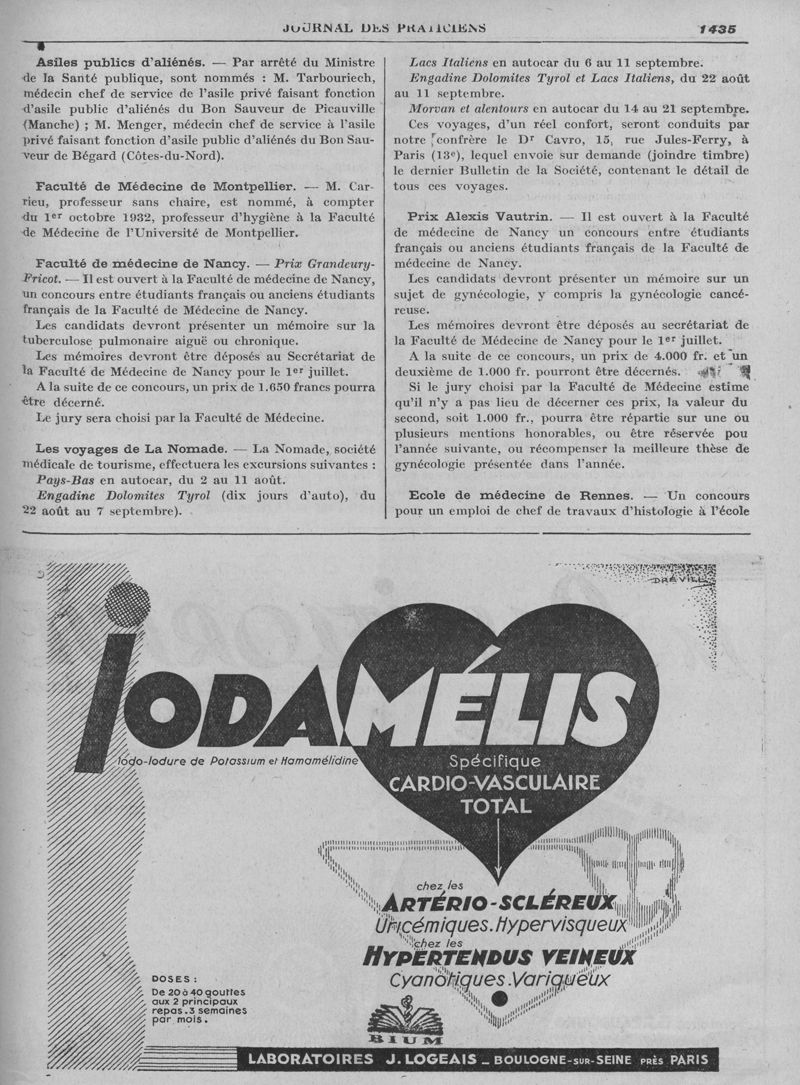 JOURNAL DES PRATICIENS
1435
Asiles publics d'aliénés. — Par arrêté du Ministre
de la Santé publique, sont nommés : M. Tarbouriech,
médecin chef de service de l'asile privé faisant fonction
d'asile public d'aliénés du Bon Sauveur de Picauville
(Manche) ; M. Menger, médecin chef de service à l'asile
privé faisant fonction d'asile public d'aliénés du Bon Sau-
veur de Bégard (Côtes-du-Nord).
Faculté de Médecine de Montpellier. — M. Car-
rieu, professeur sans chaire, est nommé, à compter
du 1er octobre 1932, professeur d'hygiène à la Faculté
de Médecine de l'Université de Montpellier.
Faculté de médecine de Nancy. — Prix Grandeury-
Fricot. — Il est ouvert à la Faculté de médecine de Nancy,
un concours entre étudiants français ou anciens étudiants
français de la Faculté de Médecine de Nancy.
Les candidats devront présenter un mémoire sur la
tuberculose pulmonaire aiguë ou chronique.
Les mémoires devront être déposés au Secrétariat de
la Faculté de Médecine de Nancy pour le 1er juillet.
A la suite de ce concours, un prix de 1.650 francs pourra
être décerné.
Le jury sera choisi par la Faculté de Médecine.
Les voyages de La Nomade. — La Nomade, société
médicale de tourisme, effectuera les excursions suivantes :
Pays-Bas en autocar, du 2 au 11 août.
Engadine Dolomites Tyrol (dix jours d'auto), du
22 août au 7 septembre).
Lacs Italiens en autocar du 6 au 11 septembre.
Engadine Dolomites Tyrol et Lacs Italiens, du 22 août
au 11 septembre.
Morvan et alentours en autocar du 14 au 21 septembre.
Ces voyages, d'un réel confort, seront conduits par
notre confrère le Dr Cavro, 15, rue Jules-Ferry, à
Paris (13e), lequel envoie sur demande (joindre timbre)
le dernier Bulletin de la Société, contenant le détail de
tous ces voyages.
Prix Alexis Vautrin. — Il est ouvert à la Faculté
de médecine de Nancy un concours entre étudiants
français ou anciens étudiants français de la Faculté de
médecine de Nancy.
Les candidats devront présenter un mémoire sur un
sujet de gynécologie, y compris la gynécologie cancé-
reuse.
Les mémoires devront être déposés au secrétariat de
la Faculté de Médecine de Nancy pour le 1er juillet.
A la suite de ce concours, un prix de 4.000 fr. et un
deuxième de 1.000 fr. pourront être décernés.
Si le jury choisi par la Faculté de Médecine estime
qu'il n'y a pas lieu de décerner ces prix, la valeur du
second, soit 1.000 fr., pourra être répartie sur une ou
plusieurs mentions honorables, ou être réservée pou
l'année suivante, ou récompenser la meilleure thèse de
gynécologie présentée dans l'année.
Ecole de médecine de Rennes. — Un concours
pour un emploi de chef de travaux d'histologie à l'école
DRÉVILL
IODAMÉLIS
Iodo-Iodure de Potassium et Hamamélidine
Spécifique
CARDIO-VASCULAIRE
TOTAL
chez les
ARTÉRIO-SCLÉREUX
Uricémiques.Hypervisqueux
chez les
HYPERTENDUS VEINEUX
Cyanotiques.Variqueux
DOSES :
De 20 à 40 gouttes
aux 2 principaux
repas.3 semaines
par mois.
BIUM
LABORATOIRES J. LOGEAIS _ BOULOGNE-SUR-SEINE PRÈS PARIS